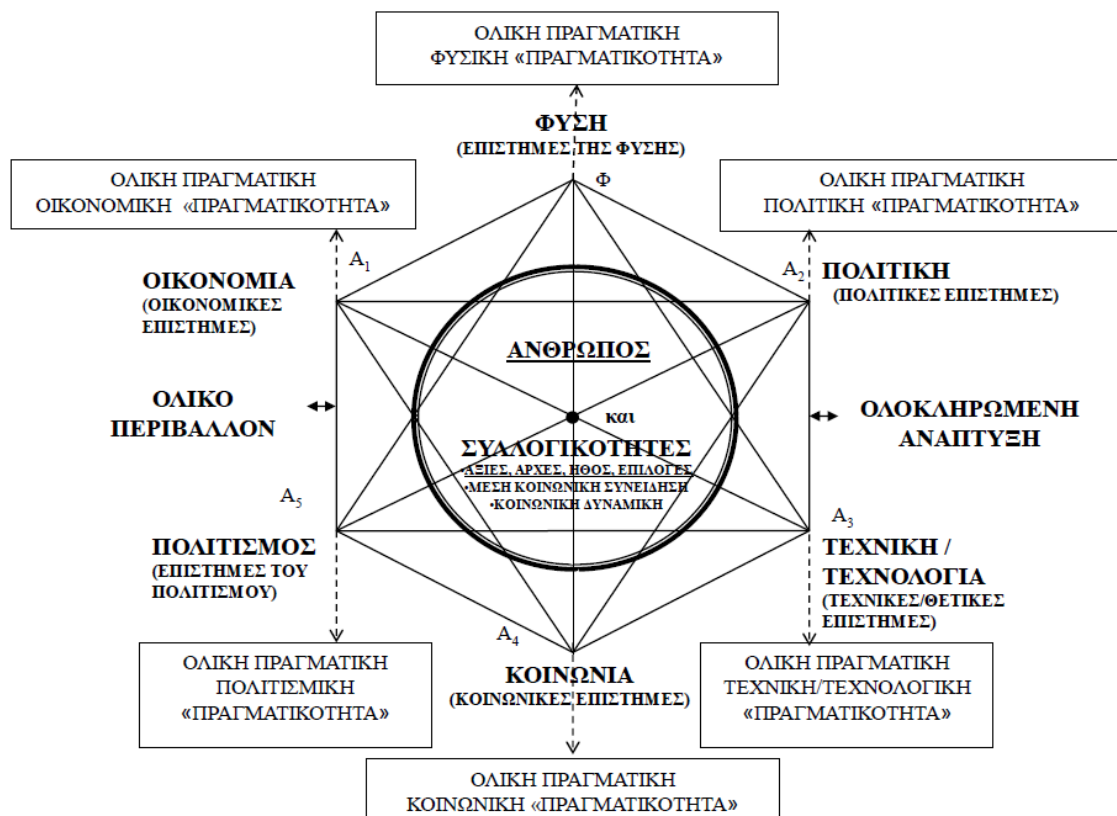 ΟΛΙΚΗ ΠΡΑΓΜΑΤΙΚΗ
ΦΥΣΙΚΗ «ΠΡΑΓΜΑΤΙΚΟΤΗΤΑ»
ΦΥΣΗ
(ΕΠΙΣΤΗΜΕΣ ΤΗΣ ΦΥΣΗΣ)
Φ
ΟΛΙΚΗ ΠΡΑΓΜΑΤΙΚΗ
ΟΙΚΟΝΟΜΙΚΗ «ΠΡΑΓΜΑΤΙΚΟΤΗΤΑ»
ΟΛΙΚΗ ΠΡΑΓΜΑΤΙΚΗ
ΠΟΛΙΤΙΚΗ «ΠΡΑΓΜΑΤΙΚΟΤΗΤΑ»
Α1
ΟΙΚΟΝΟΜΙΑ
(ΟΙΚΟΝΟΜΙΚΕΣ
ΕΠΙΣΤΗΜΕΣ)
Α2
ΠΟΛΙΤΙΚΗ
(ΠΟΛΙΤΙΚΕΣ ΕΠΙΣΤΗΜΕΣ)
ΑΝΘΡΩΠΟΣ
και
ΣΥΛΛΟΓΙΚΟΤΗΤΕΣ
•ΑΞΙΕΣ, ΑΡΧΕΣ, ΗΘΟΣ, ΕΠΙΛΟΓΕΣ
•ΜΕΣΗ ΚΟΙΝΩΝΙΚΗ ΣΥΝΕΙΔΗΣΗ
•ΚΟΙΝΩΝΙΚΗ ΔΥΝΑΜΙΚΗ
ΟΛΙΚΟ
ΠΕΡΙΒΑΛΛΟΝ
ΟΛΟΚΛΗΡΩΜΕΝΗ
ΑΝΑΠΤΥΞΗ
Α5
ΠΟΛΙΤΙΣΜΟΣ
(ΕΠΙΣΤΗΜΕΣ ΤΟΥ
ΠΟΛΙΤΙΣΜΟΥ)
Α3
ΤΕΧΝΙΚΗ /
ΤΕΧΝΟΛΟΓΙΑ
(ΤΕΧΝΙΚΕΣ/ΘΕΤΙΚΕΣ
ΕΠΙΣΤΗΜΕΣ)
Α4
ΚΟΙΝΩΝΙΑ
(ΚΟΙΝΩΝΙΚΕΣ ΕΠΙΣΤΗΜΕΣ)
ΟΛΙΚΗ ΠΡΑΓΜΑΤΙΚΗ
ΠΟΛΙΤΙΣΜΙΚΗ
«ΠΡΑΓΜΑΤΙΚΟΤΗΤΑ»
ΟΛΙΚΗ ΠΡΑΓΜΑΤΙΚΗ
ΤΕΧΝΙΚΗ/ΤΕΧΝΟΛΟΓΙΚΗ
«ΠΡΑΓΜΑΤΙΚΟΤΗΤΑ»
ΟΛΙΚΗ ΠΡΑΓΜΑΤΙΚΗ
ΚΟΙΝΩΝΙΚΗ «ΠΡΑΓΜΑΤΙΚΟΤΗΤΑ»